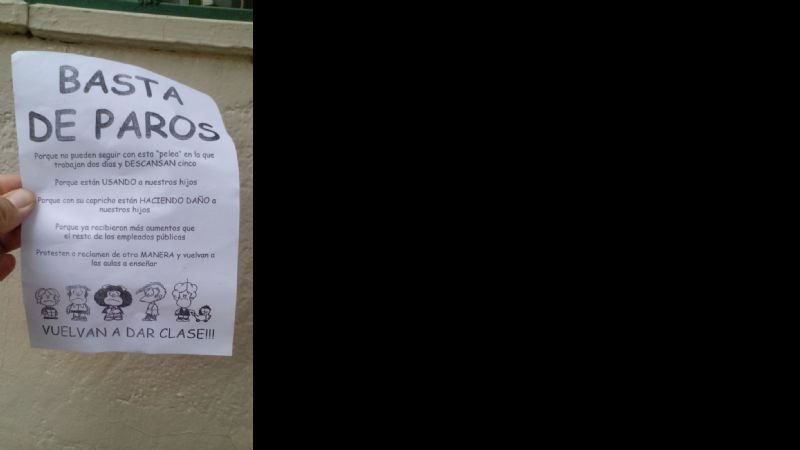 BASTA
DE PAROS
Porque no pueden seguir con esta "pelea" en la que
trabajan dos días y DESCANSAN cinco
Porque están USANDO a nuestros hijos
Porque con su capricho están HACIENDO DAÑO a
nuestros hijos
Porque ya recibieron más aumentos que
el resto de los empleados públicos
Protesten o reclamen de otra MANERA y vuelvan a
las aulas a enseñar
VUELVAN A DAR CLASE!!!